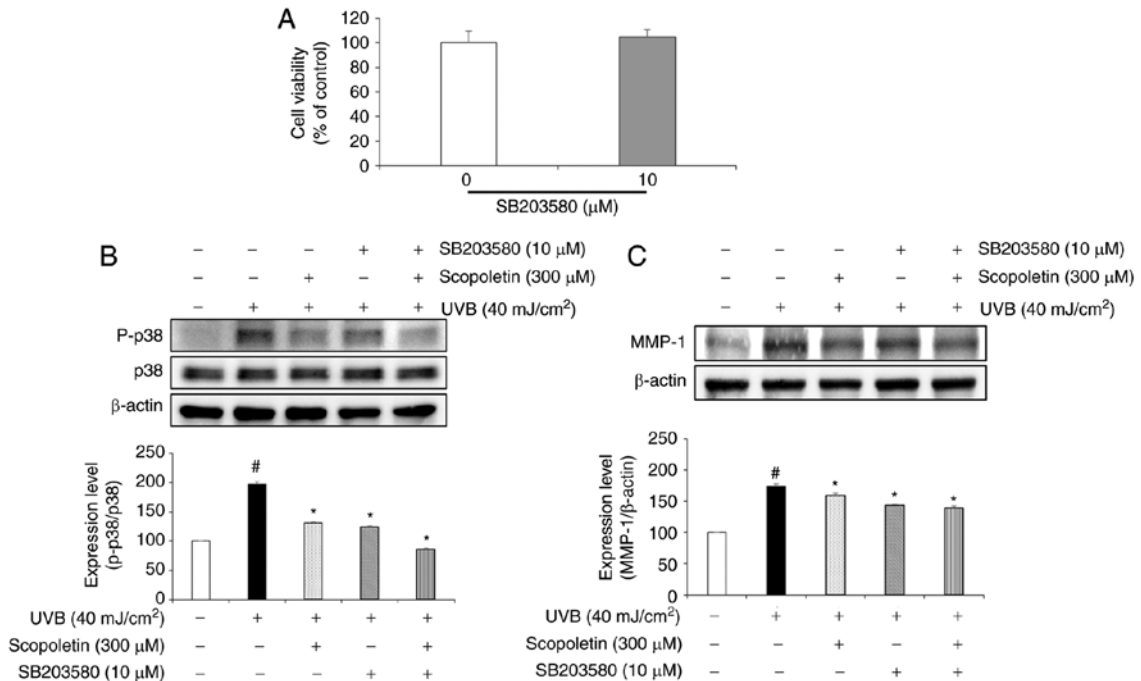 A
120
100
80
60
40
20
0
Cell viability
(% of control)
0 10
SB203580 (μM)
B
– – – + + SB203580 (10 μM)
– – + – + Scopoletin (300 μM)
– + + + + UVB (40 mJ/cm²)
P-p38
p38
β-actin
250
200
150
100
50
0
Expression level
(p-p38/p38)
# * * *
UVB (40 mJ/cm²) – + + + +
Scopoletin (300 μM) – – + – +
SB203580 (10 μM) – – – + +
C
– – – + + SB203580 (10 μM)
– – + – + Scopoletin (300 μM)
– + + + + UVB (40 mJ/cm²)
MMP-1
β-actin
250
200
150
100
50
0
Expression level
(MMP-1/β-actin)
# * * *
UVB (40 mJ/cm²) – + + + +
Scopoletin (300 μM) – – + – +
SB203580 (10 μM) – – – + +